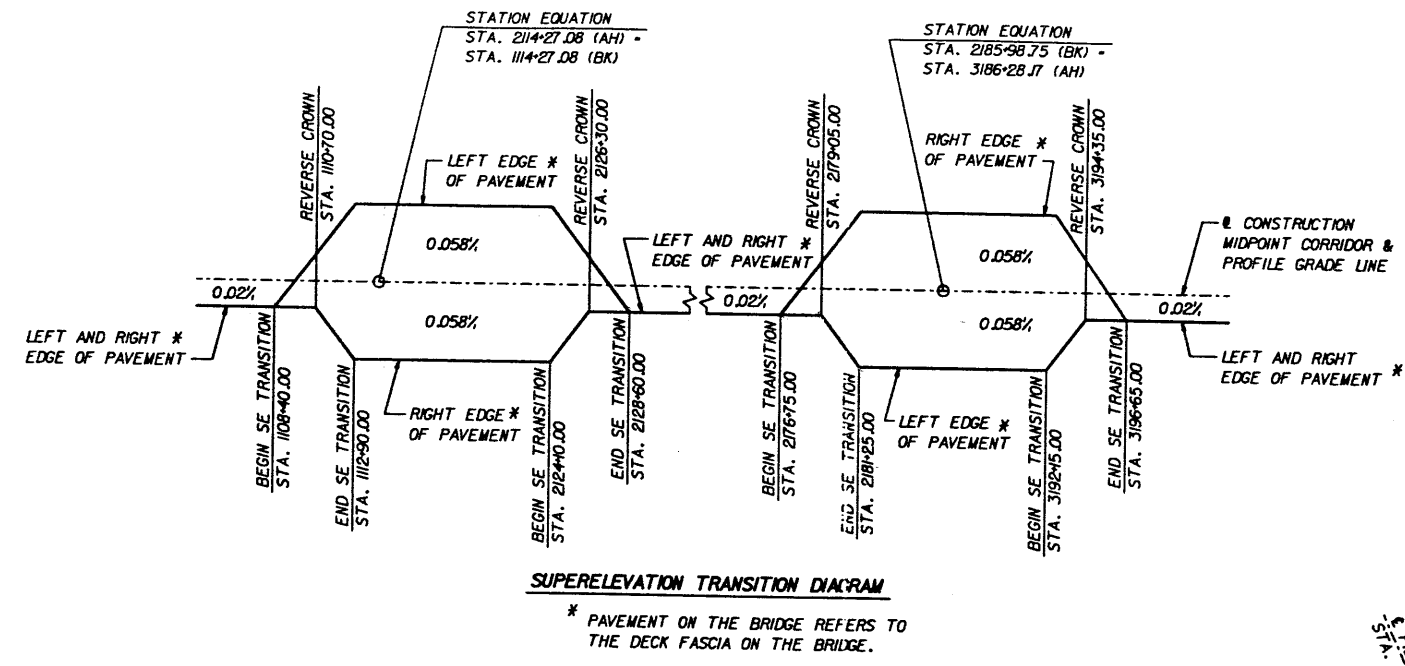 STATION EQUATION
STA. 2114+27.08 (AH) -
STA. 1114+27.08 (BK)
STATION EQUATION
STA. 2185+98.75 (BK) -
STA. 3186+28.17 (AH)
REVERSE CROWN
STA. 1110+70.00
LEFT EDGE *
OF PAVEMENT
REVERSE CROWN
STA. 2126+30.00
REVERSE CROWN
STA. 2179+05.00
RIGHT EDGE *
OF PAVEMENT
REVERSE CROWN
STA. 3194+35.00
℄ CONSTRUCTION
MIDPOINT CORRIDOR &
PROFILE GRADE LINE
0.058%
LEFT AND RIGHT *
EDGE OF PAVEMENT
0.058%
0.02%
0.02%
0.02%
0.058%
0.058%
LEFT AND RIGHT *
EDGE OF PAVEMENT
LEFT AND RIGHT
EDGE OF PAVEMENT *
RIGHT EDGE *
OF PAVEMENT
LEFT EDGE *
OF PAVEMENT
BEGIN SE TRANSITION
STA. 1108+40.00
END SE TRANSITION
STA. 1112+90.00
BEGIN SE TRANSITION
STA. 2124+10.00
END SE TRANSITION
STA. 2128+60.00
BEGIN SE TRANSITION
STA. 2176+75.00
END SE TRANSITION
STA. 2181+25.00
BEGIN SE TRANSITION
STA. 3192+15.00
END SE TRANSITION
STA. 3196+65.00
SUPERELEVATION TRANSITION DIAGRAM
* PAVEMENT ON THE BRIDGE REFERS TO
THE DECK FASCIA ON THE BRIDGE.
STA.